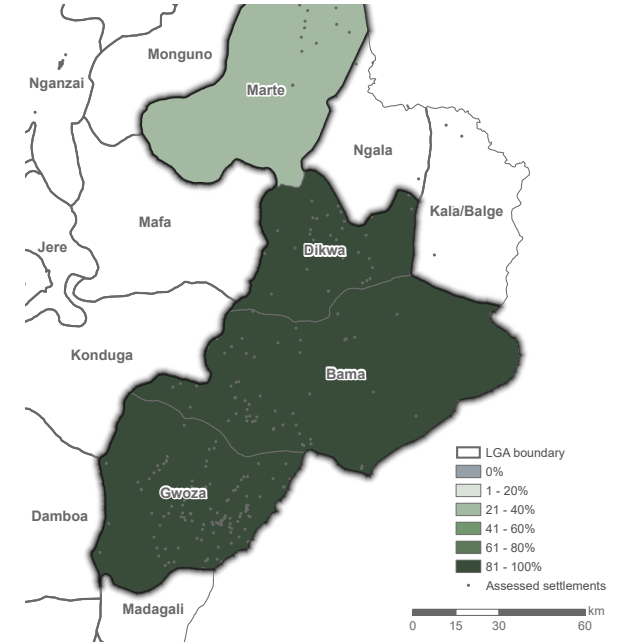 Monguno
Nganzai
Marte
Ngala
Kala/Balge
Mafa
Dikwa
Jere
Konduga
Bama
Gwoza
Damboa
Madagali
LGA boundary
0%
1 - 20%
21 - 40%
41 - 60%
61 - 80%
81 - 100%
Assessed settlements
km
0 15 30 60